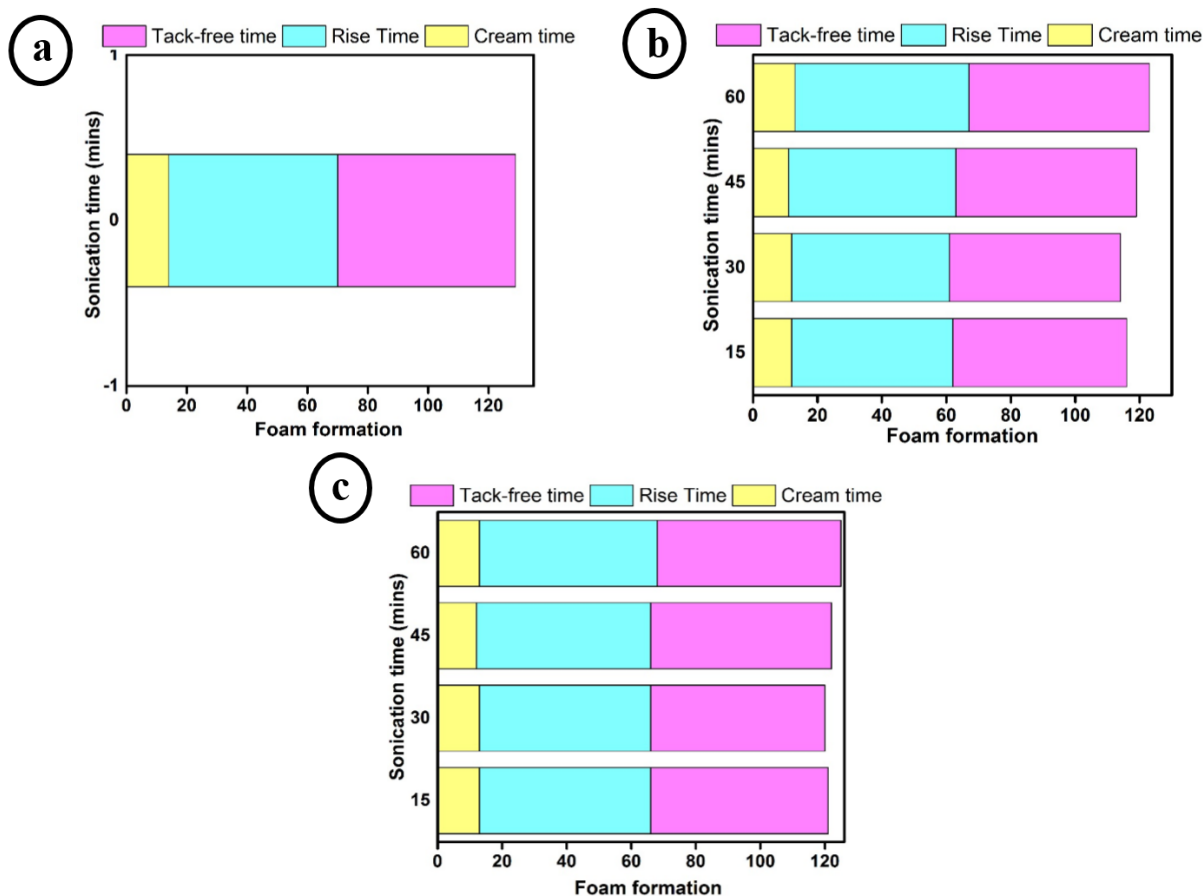 a
Tack-free time Rise Time Cream time
Sonication time (mins)
1
0
-1
0 20 40 60 80 100 120
Foam formation
b
Tack-free time Rise Time Cream time
Sonication time (mins)
60
45
30
15
0 20 40 60 80 100 120
Foam formation
c
Tack-free time Rise Time Cream time
Sonication time (mins)
60
45
30
15
0 20 40 60 80 100 120
Foam formation